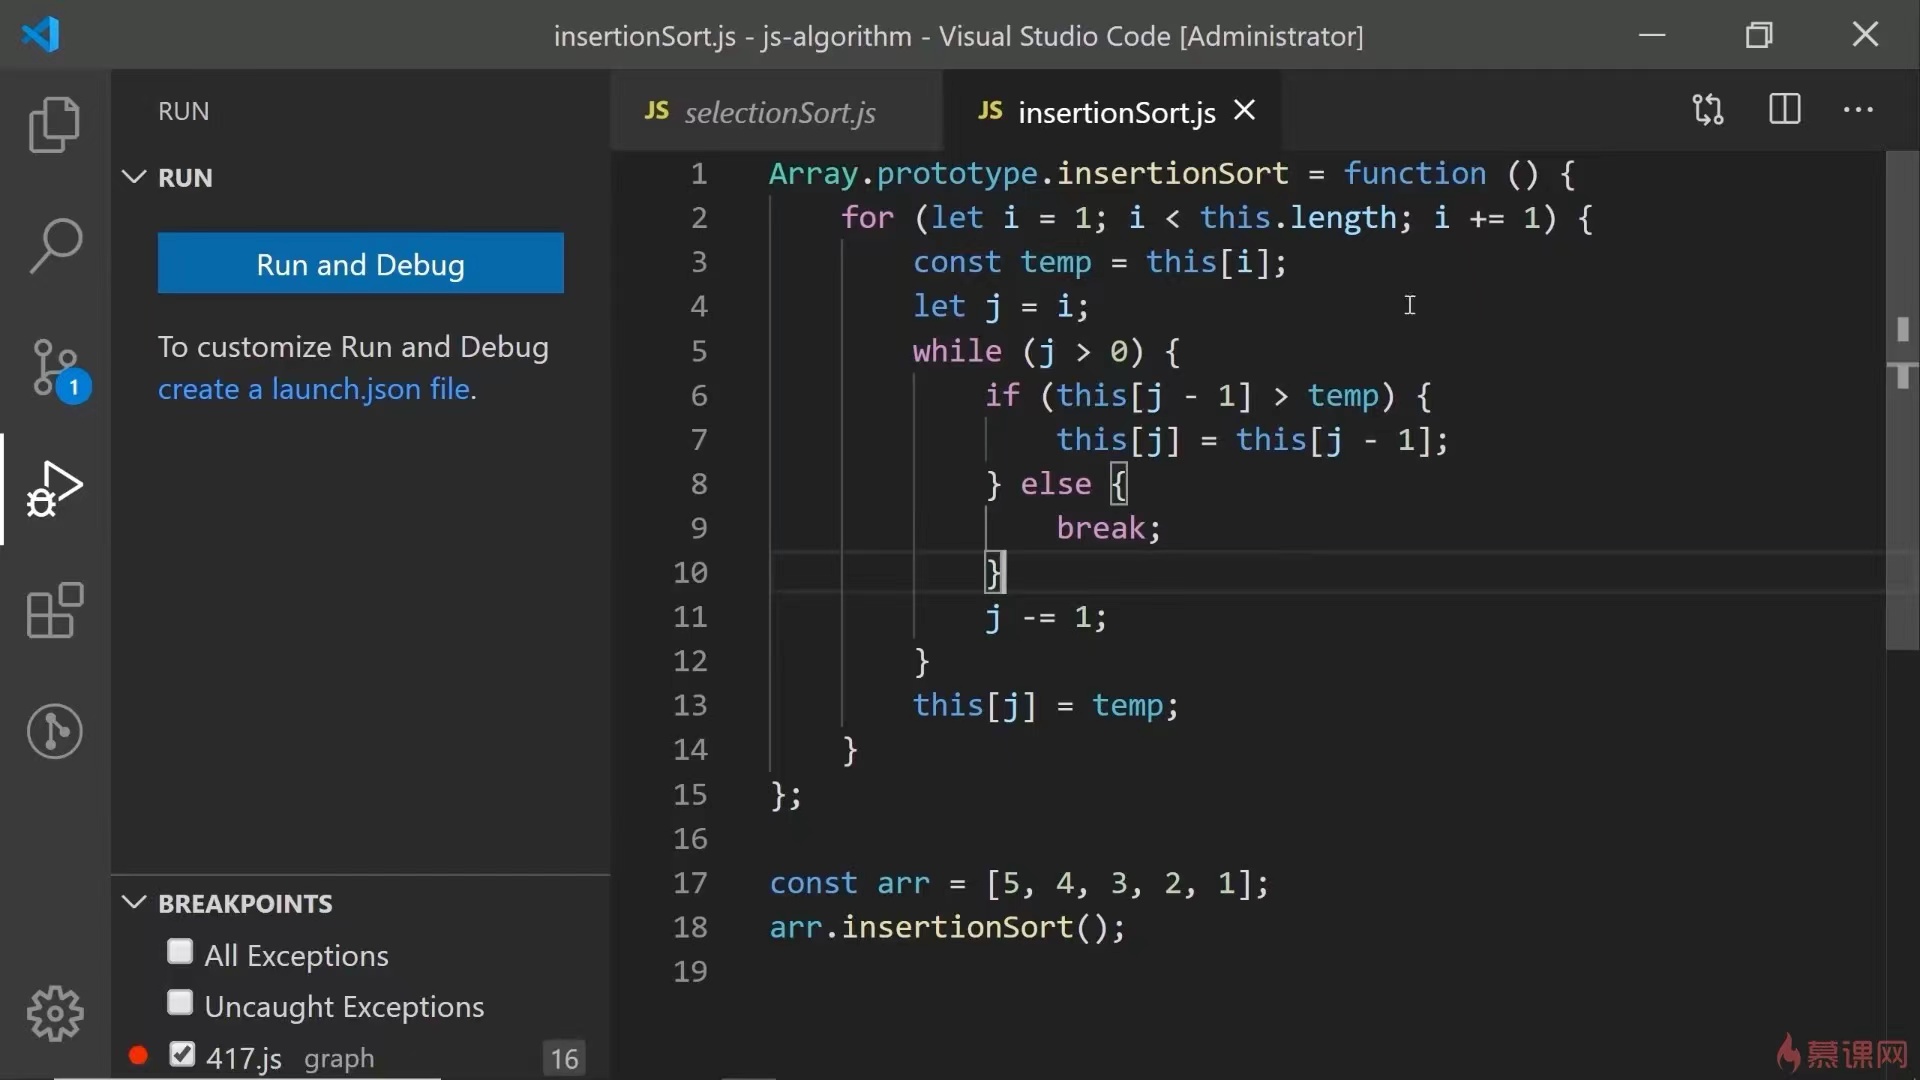 insertionSort.js - js-algorithm - Visual Studio Code [Administrator]
RUN
RUN
Run and Debug
To customize Run and Debug
create a launch.json file.
1
BREAKPOINTS
All Exceptions
Uncaught Exceptions
417.js graph 16
JS selectionSort.js JS insertionSort.js
1 Array.prototype.insertionSort = function () {
2     for (let i = 1; i < this.length; i += 1) {
3         const temp = this[i];
4         let j = i;
5         while (j > 0) {
6             if (this[j - 1] > temp) {
7                 this[j] = this[j - 1];
8             } else {
9                 break;
10             }
11             j -= 1;
12         }
13         this[j] = temp;
14     }
15 };
16
17 const arr = [5, 4, 3, 2, 1];
18 arr.insertionSort();
19
慕课网